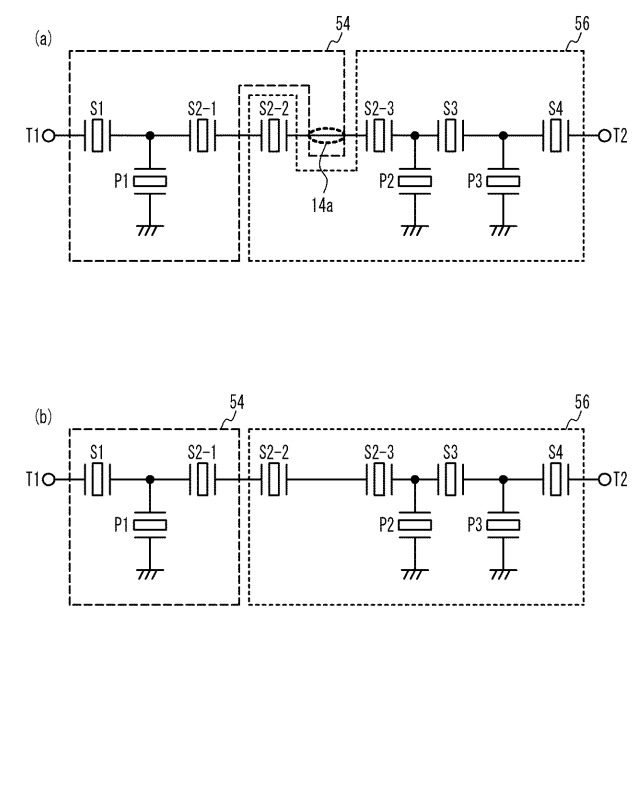 (a)
54
56
S1 S2-1 S2-2 S2-3 S3 S4
T1 T2
P1 P2 P3
14a
(b)
54
56
S1 S2-1 S2-2 S2-3 S3 S4
T1 T2
P1 P2 P3